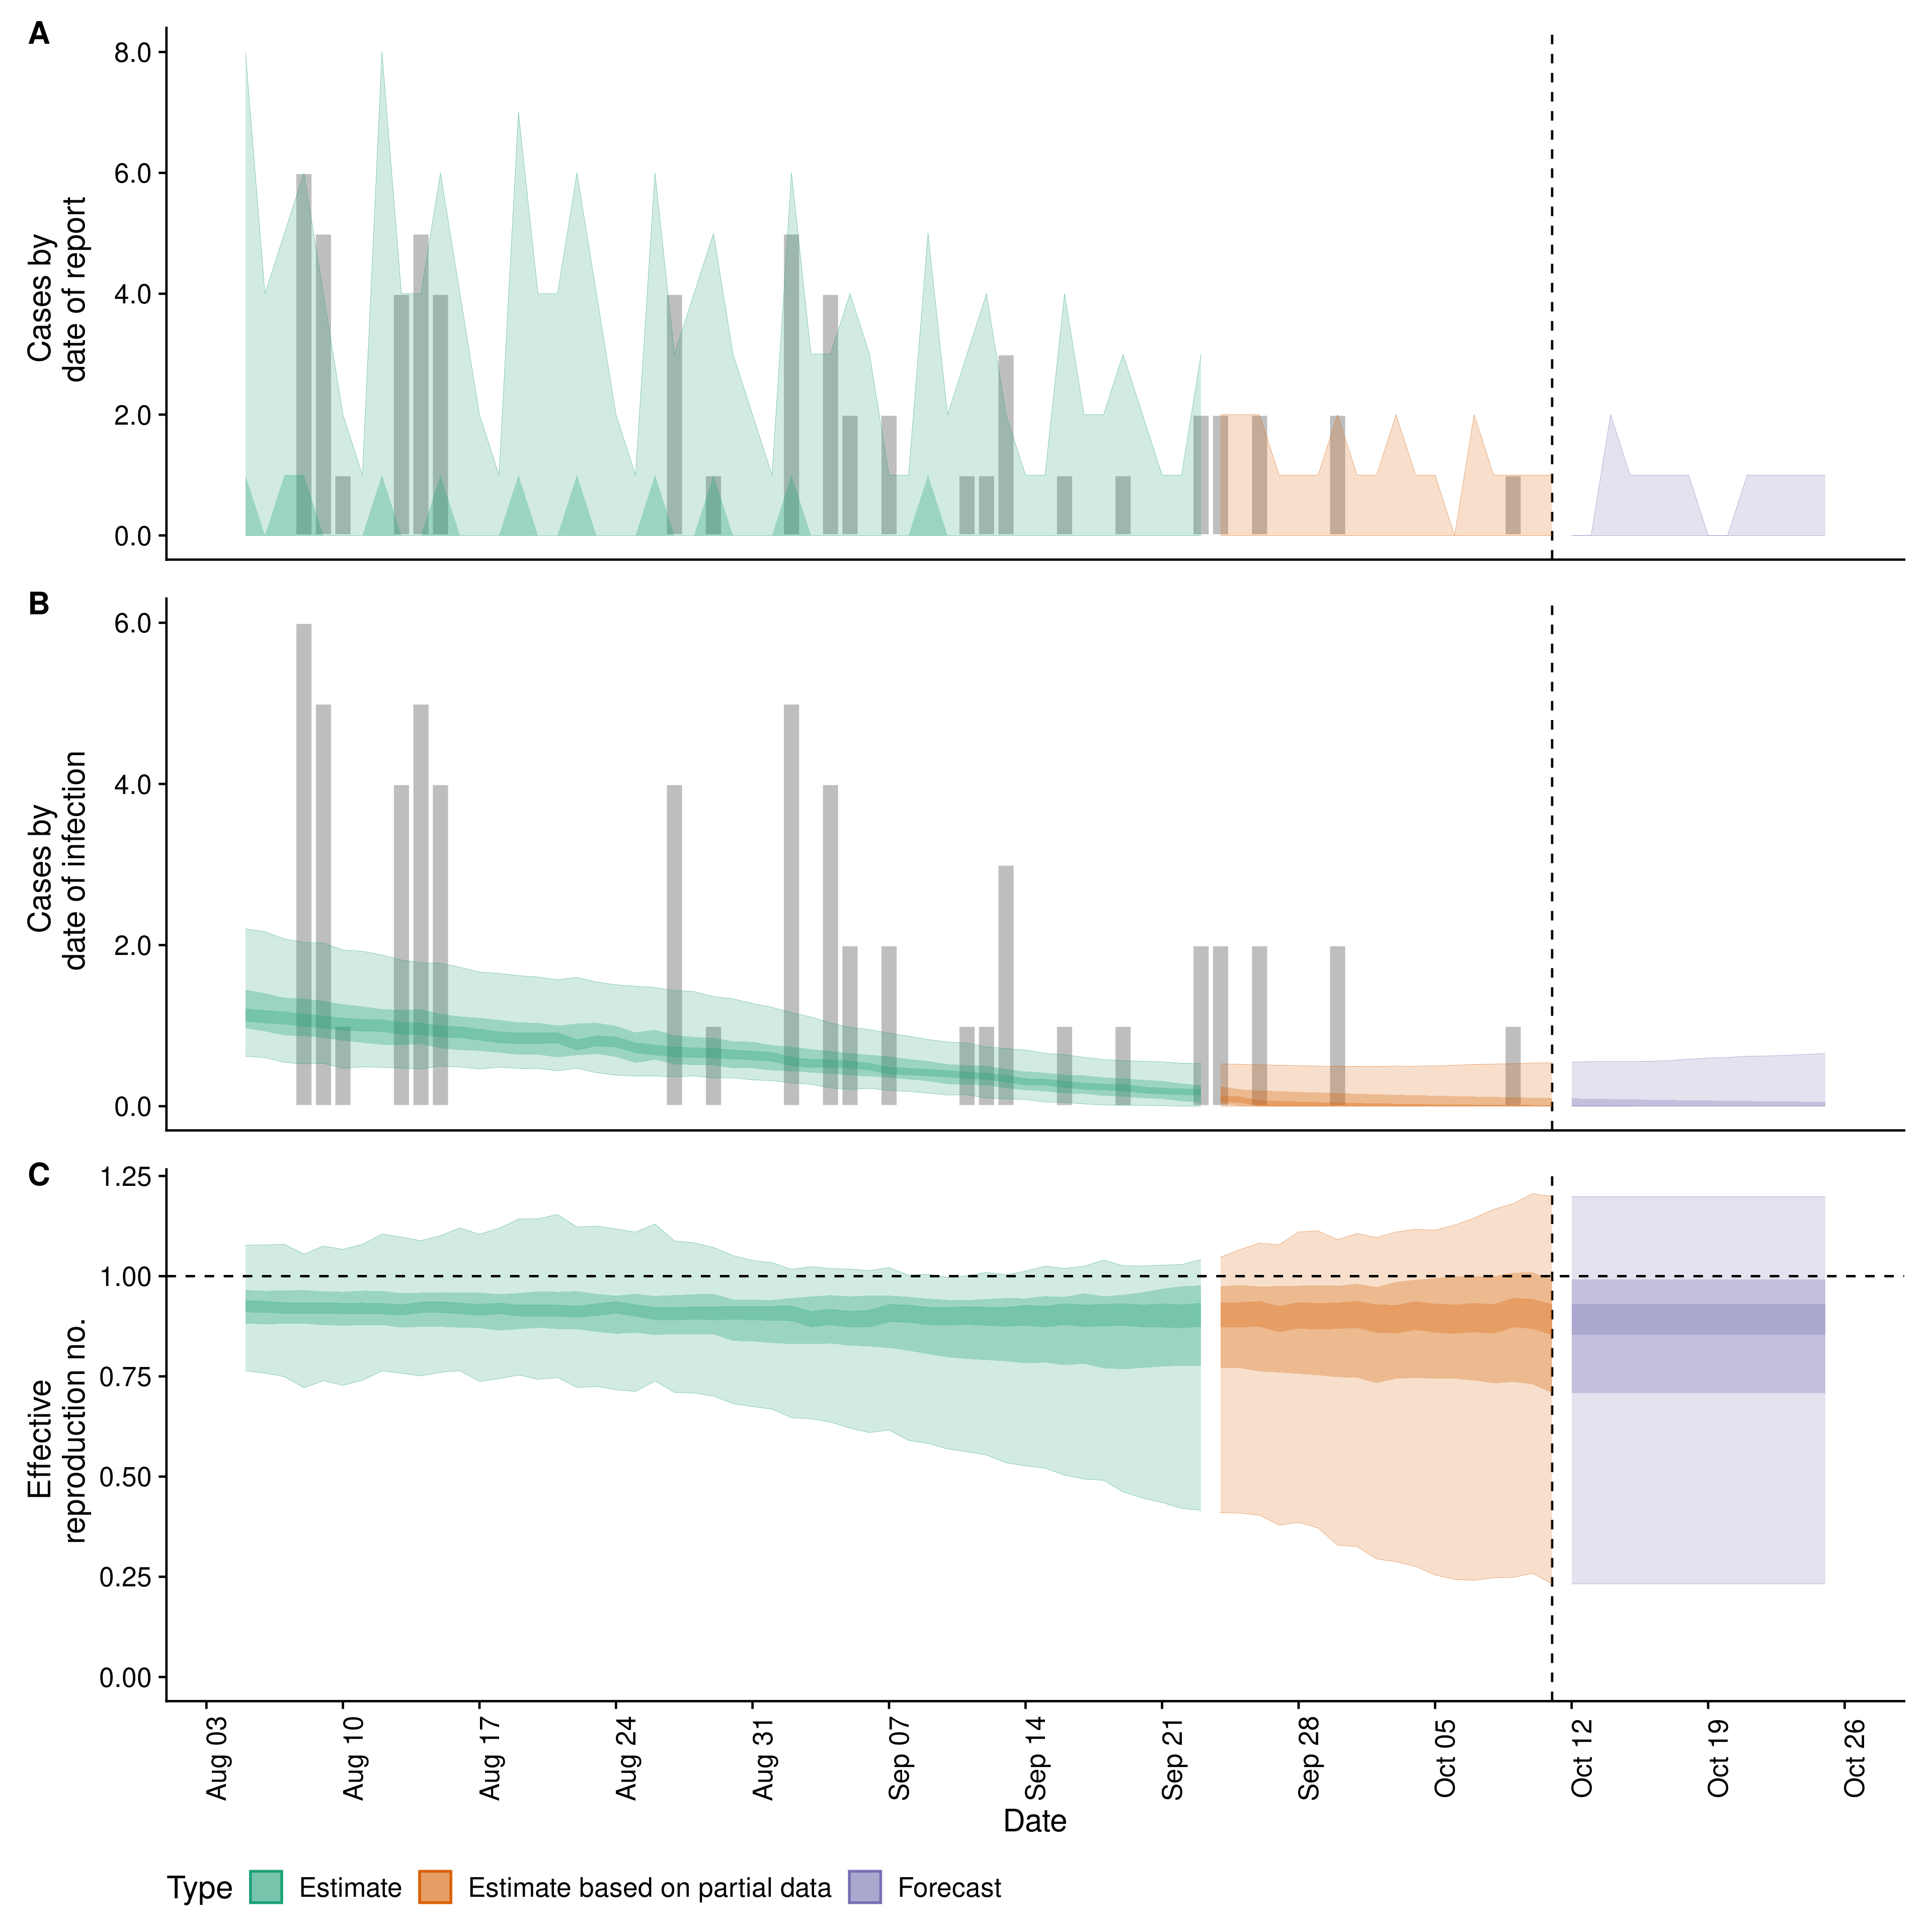 A
8.0
6.0
4.0
2.0
0.0
Cases by
date of report
B
6.0
4.0
2.0
0.0
Cases by
date of infection
C
1.25
1.00
0.75
0.50
0.25
0.00
Effective
reproduction no.
Aug 03
Aug 10
Aug 17
Aug 24
Aug 31
Sep 07
Sep 14
Sep 21
Sep 28
Oct 05
Oct 12
Oct 19
Oct 26
Date
Type Estimate Estimate based on partial data Forecast